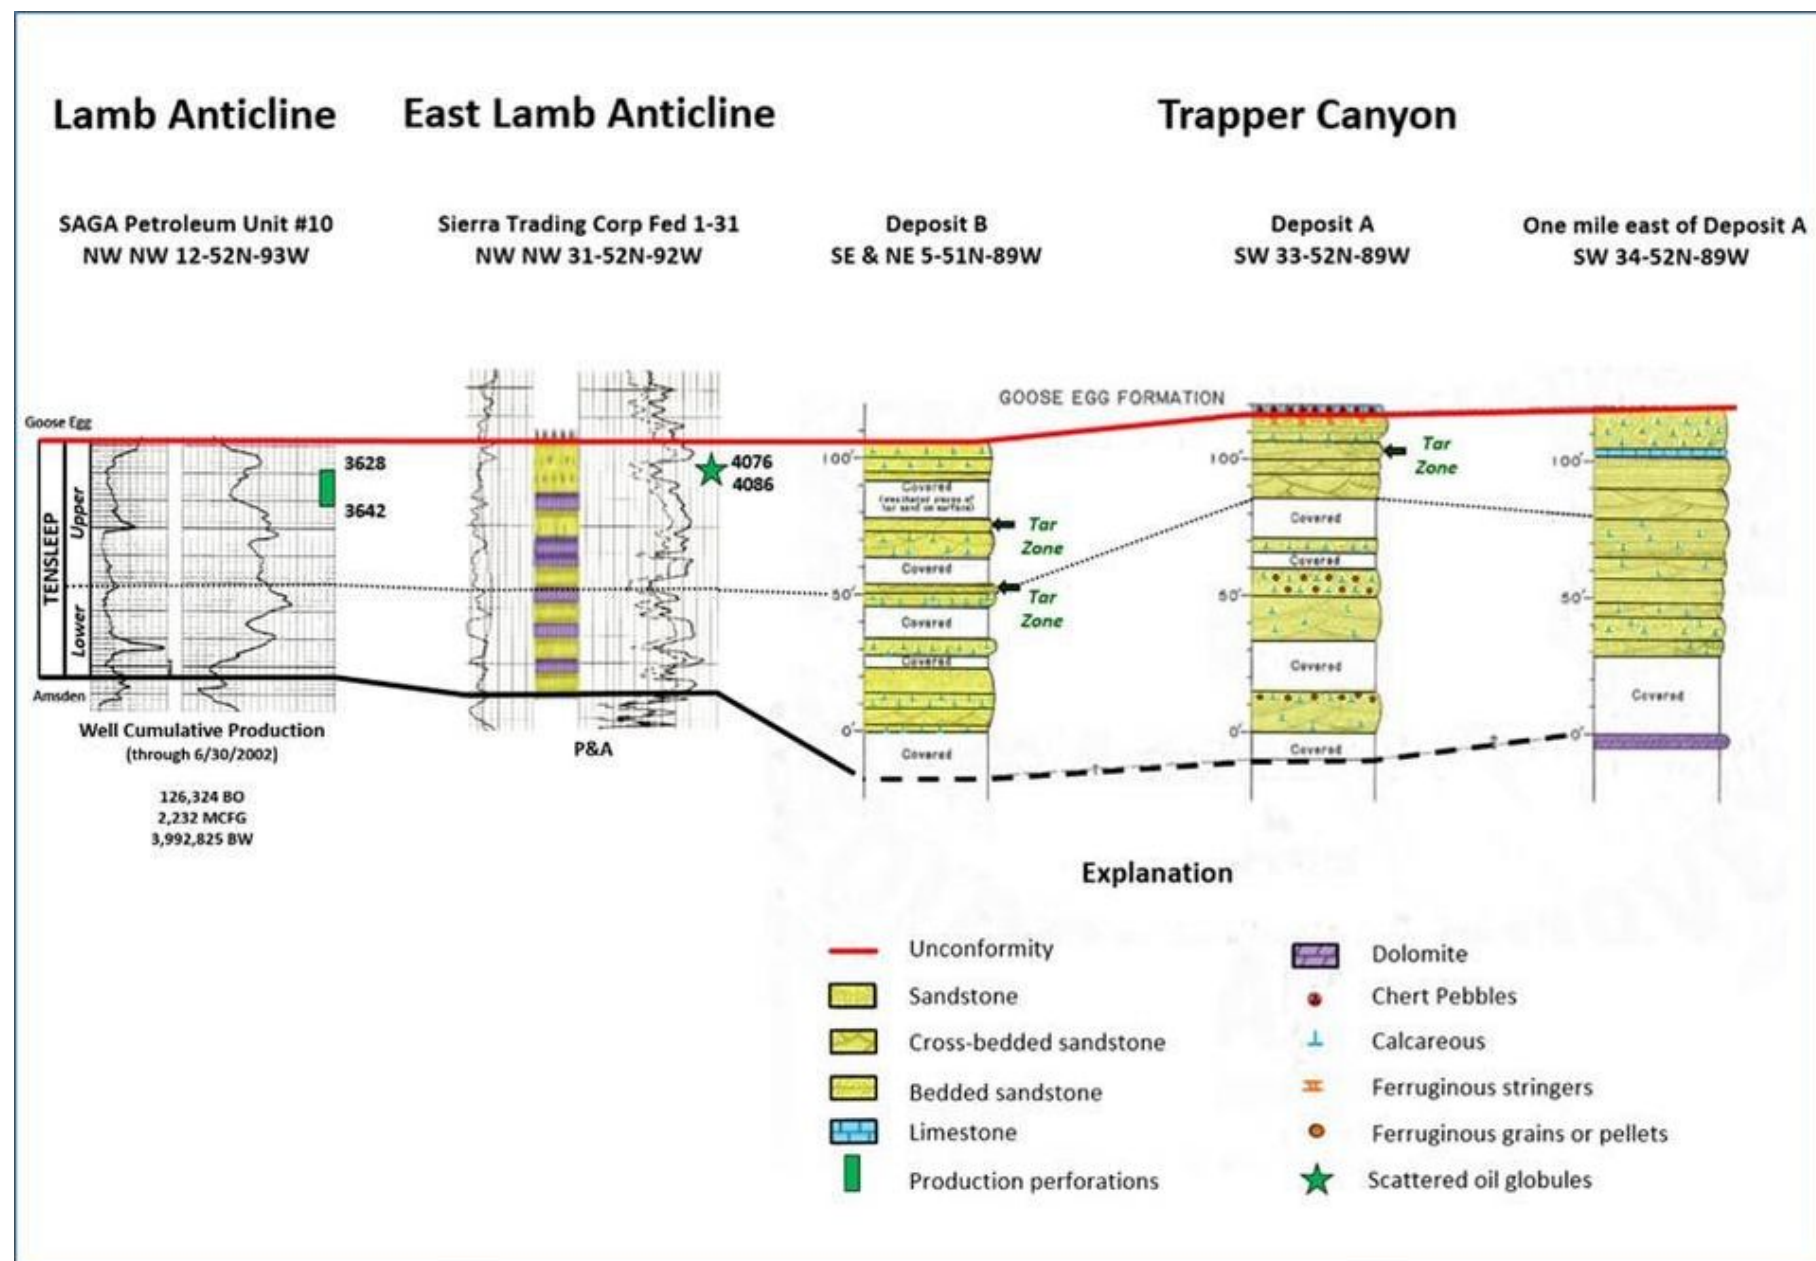 Lamb Anticline
East Lamb Anticline
Trapper Canyon
SAGA Petroleum Unit #10
NW NW 12-52N-93W
Sierra Trading Corp Fed 1-31
NW NW 31-52N-92W
Deposit B
SE & NE 5-51N-89W
Deposit A
SW 33-52N-89W
One mile east of Deposit A
SW 34-52N-89W
GOOSE EGG FORMATION
Goose Egg
TENSLEEP
Upper
Lower
Amsden
3628
3642
4076
4086
100'
Covered
tar sand on surface)
Tar
Zone
Covered
50'
Tar
Zone
Covered
Covered
0'
Covered
100'
Tar
Zone
Covered
Covered
50'
Covered
0'
Covered
100'
50'
Covered
0'
?
?
Well Cumulative Production
(through 6/30/2002)
126,324 BO
2,232 MCFG
3,992,825 BW
P&A
Explanation
Unconformity
Sandstone
Cross-bedded sandstone
Bedded sandstone
Limestone
Production perforations
Dolomite
Chert Pebbles
Calcareous
Ferruginous stringers
Ferruginous grains or pellets
Scattered oil globules